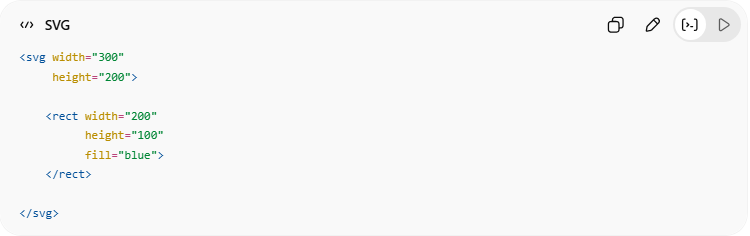 SVG
<svg width="300"
height="200">
<rect width="200"
height="100"
fill="blue">
</rect>
</svg>